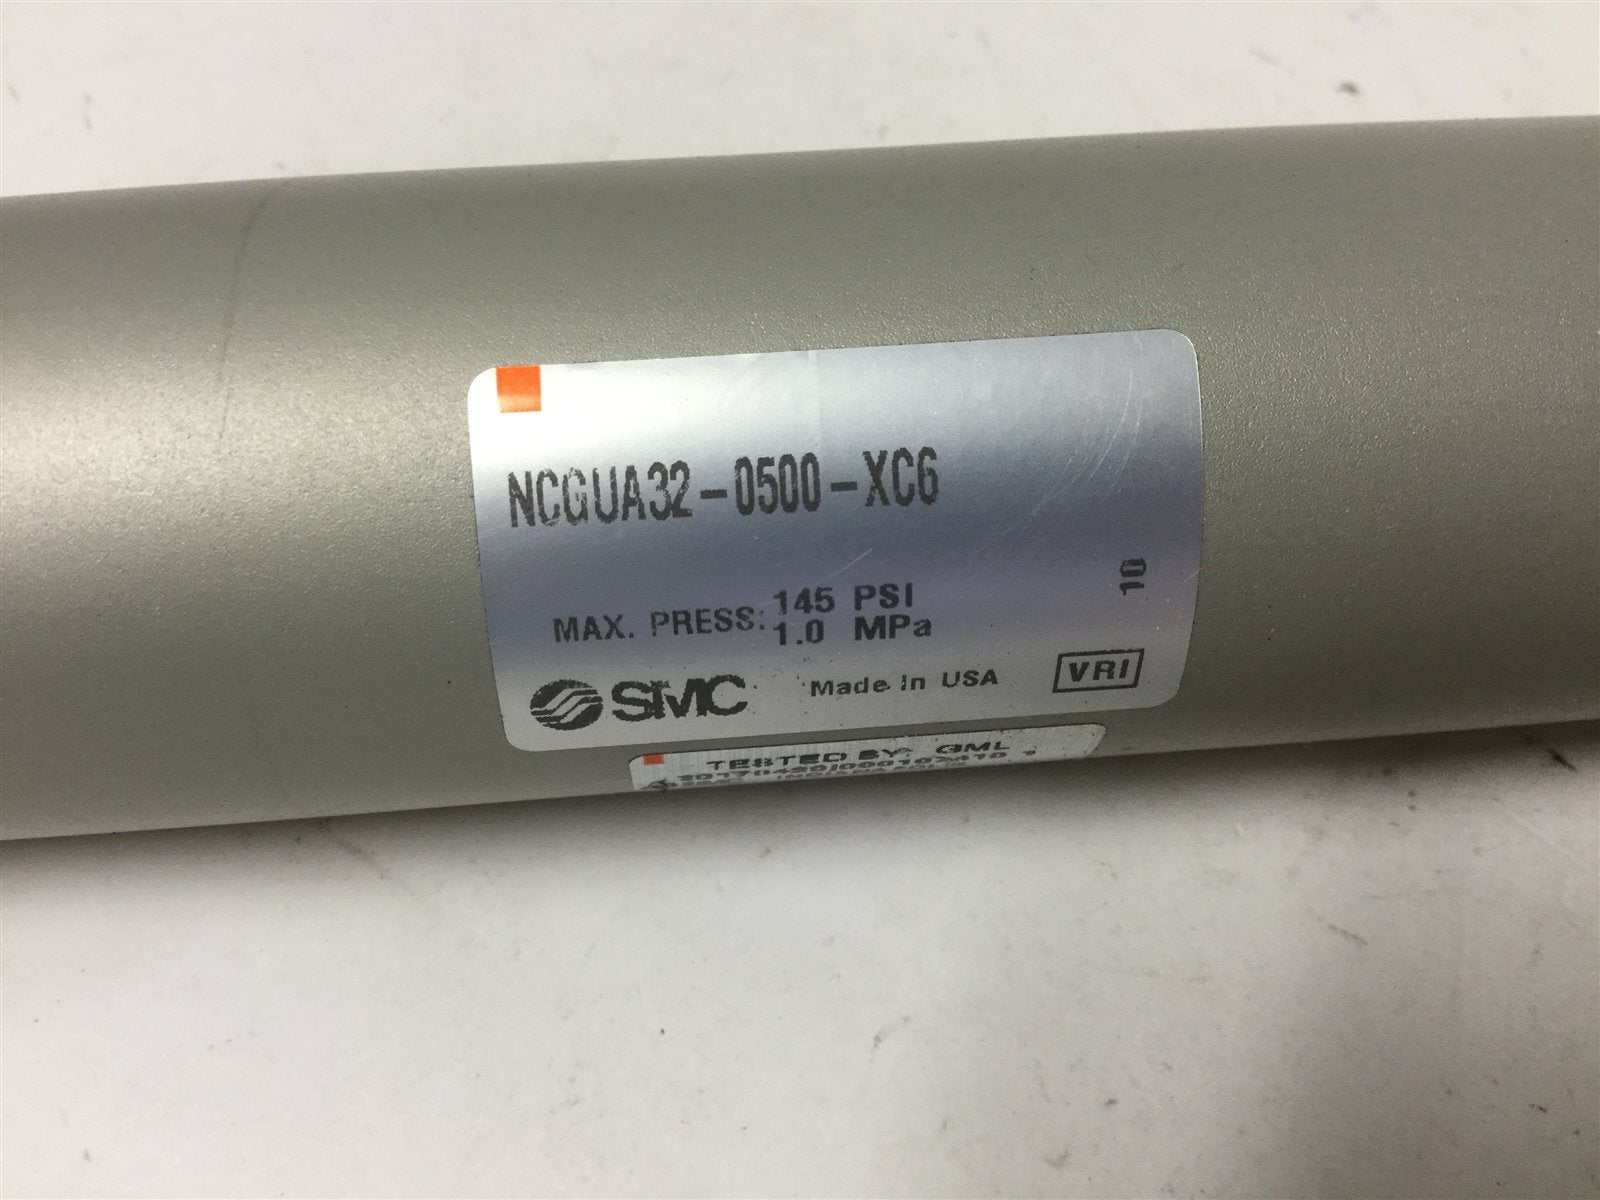 NCGUA32-0500-XC6
10
MAX. PRESS: 145 PSI
1.0 MPa
SMC Made in USA VRI
TESTED BY: GML